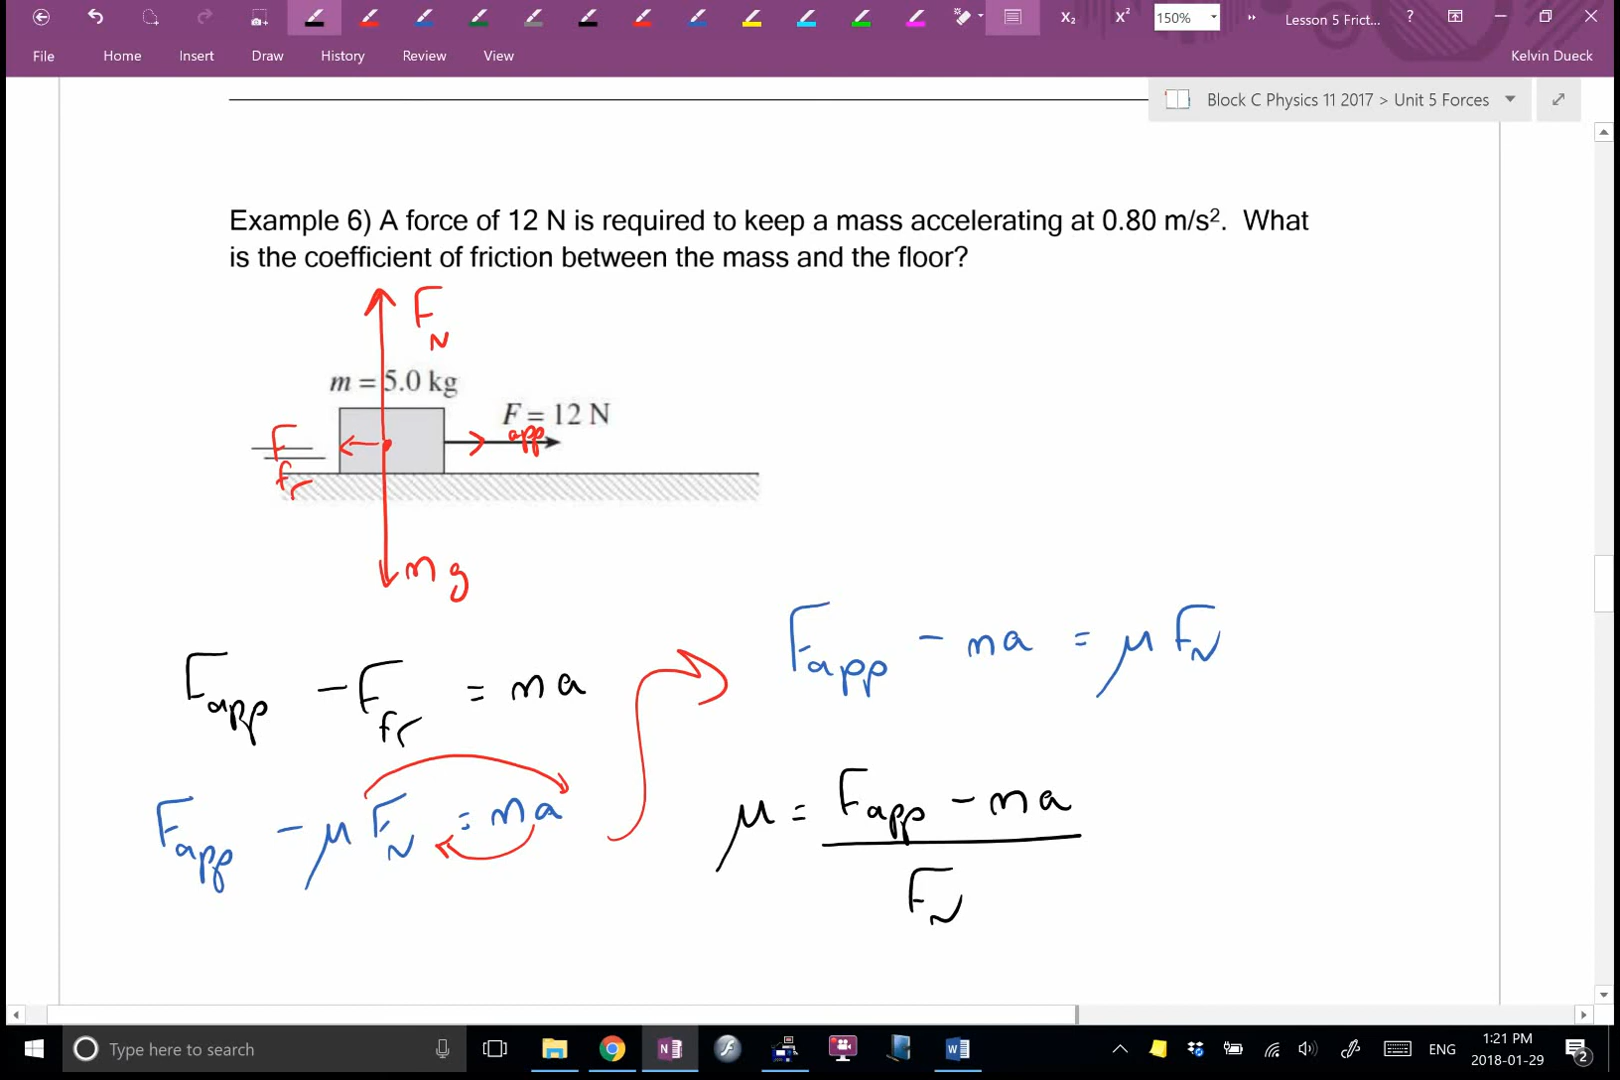 150%
Lesson 5 Frict...
File
Home
Insert
Draw
History
Review
View
Kelvin Dueck
Block C Physics 11 2017 > Unit 5 Forces
Example 6) A force of 12 N is required to keep a mass accelerating at 0.80 m/s². What
is the coefficient of friction between the mass and the floor?
F_N
m = 5.0 kg
F = 12 N
app
F_fr
mg
F_app - F_fr = ma
F_app - μ F_N = ma
F_app - ma = μ F_N
μ = (F_app - ma) / F_N
Type here to search
ENG
1:21 PM
2018-01-29
2